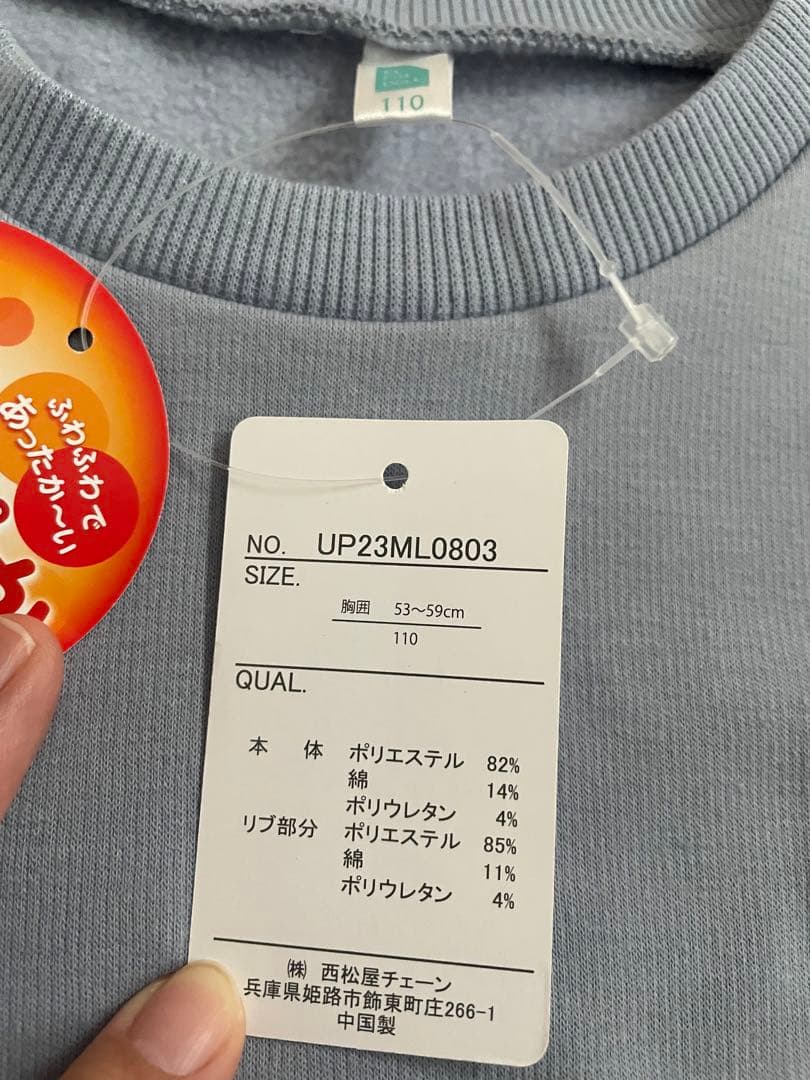 110
ふわふわで
あったか〜い
NO. UP23ML0803
SIZE.
胸囲 53〜59cm
110
QUAL.
本 体 ポリエステル 82%
綿 14%
ポリウレタン 4%
リブ部分 ポリエステル 85%
綿 11%
ポリウレタン 4%
㈱ 西松屋チェーン
兵庫県姫路市飾東町庄266-1
中国製